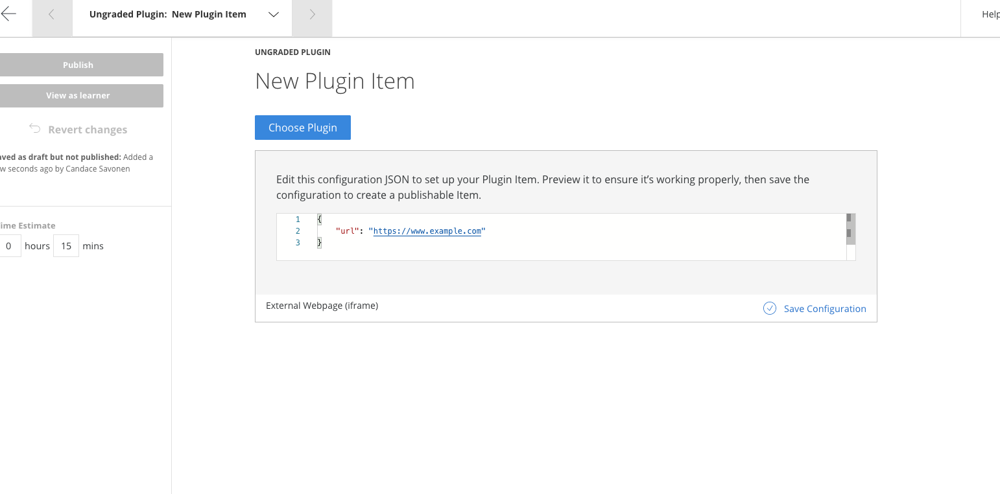 Ungraded Plugin: New Plugin Item
Help
Publish
View as learner
Revert changes
aved as draft but not published: Added a
w seconds ago by Candace Savonen
ime Estimate
0 hours 15 mins
UNGRADED PLUGIN
New Plugin Item
Choose Plugin
Edit this configuration JSON to set up your Plugin Item. Preview it to ensure it’s working properly, then save the
configuration to create a publishable Item.
1 {
2 "url": "https://www.example.com"
3 }
External Webpage (iframe)
Save Configuration